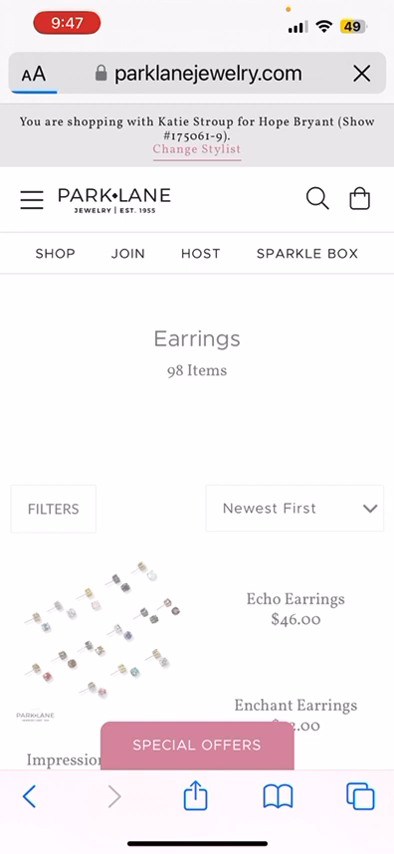 9:47
49
AA parklanejewelry.com
You are shopping with Katie Stroup for Hope Bryant (Show
#175061-9).
Change Stylist
PARK LANE
JEWELRY | EST. 1955
SHOP JOIN HOST SPARKLE BOX
Earrings
98 Items
FILTERS
Newest First
Echo Earrings
$46.00
PARK LANE
Enchant Earrings
SPECIAL OFFERS